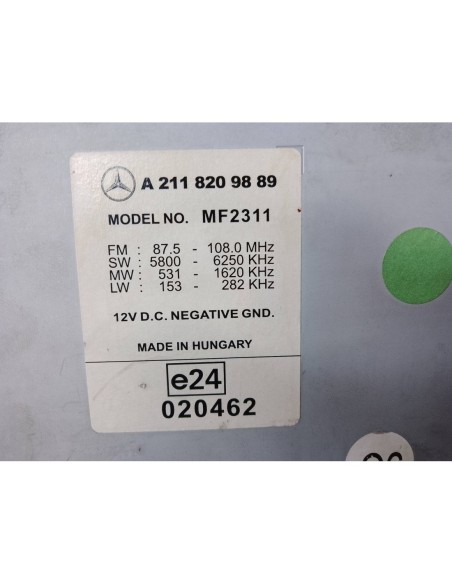 A 211 820 98 89
MODEL NO. MF2311
FM : 87.5 - 108.0 MHz
SW : 5800 - 6250 KHz
MW : 531 - 1620 KHz
LW : 153 - 282 KHz
12V D.C. NEGATIVE GND.
MADE IN HUNGARY
e24
020462